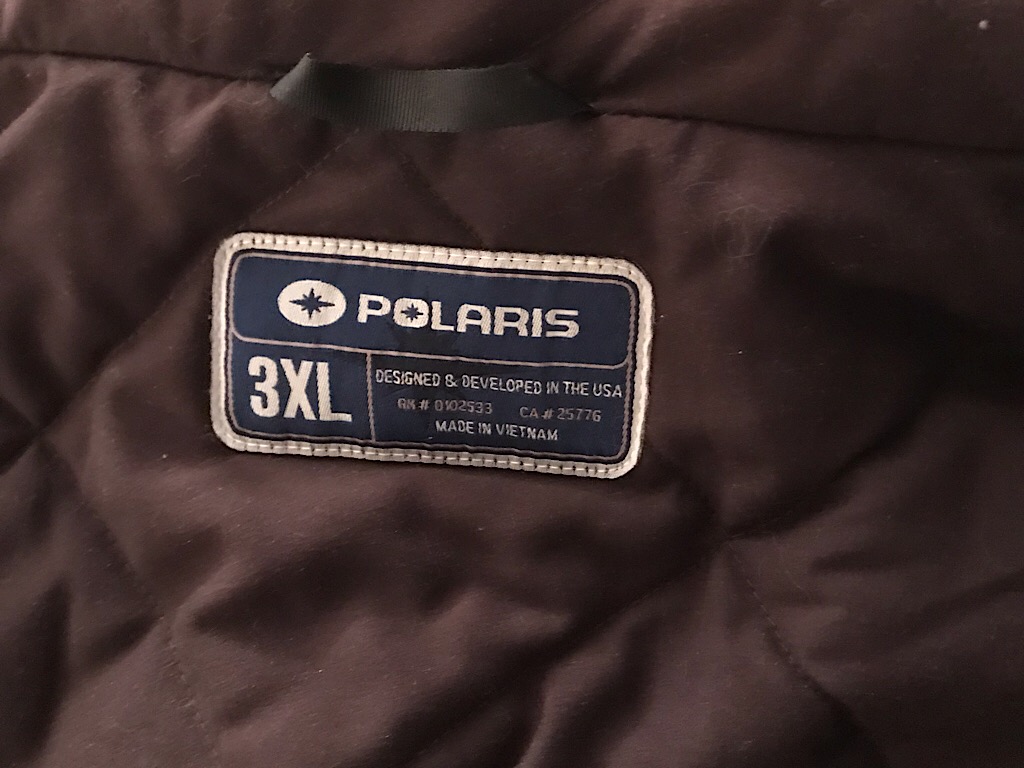 POLARIS
3XL
DESIGNED & DEVELOPED IN THE USA
RN # 0102533 CA # 25776
MADE IN VIETNAM